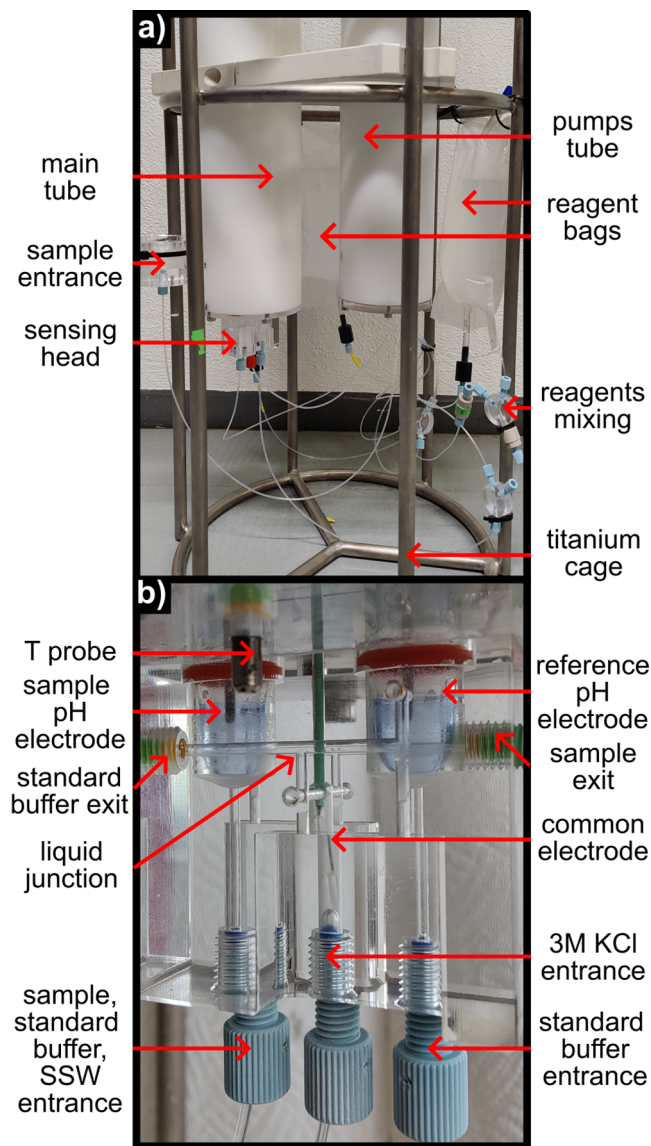 a)
main
tube
sample
entrance
sensing
head
pumps
tube
reagent
bags
reagents
mixing
titanium
cage
b)
T probe
sample
pH
electrode
standard
buffer exit
liquid
junction
sample,
standard
buffer,
SSW
entrance
reference
pH
electrode
sample
exit
common
electrode
3M KCl
entrance
standard
buffer
entrance